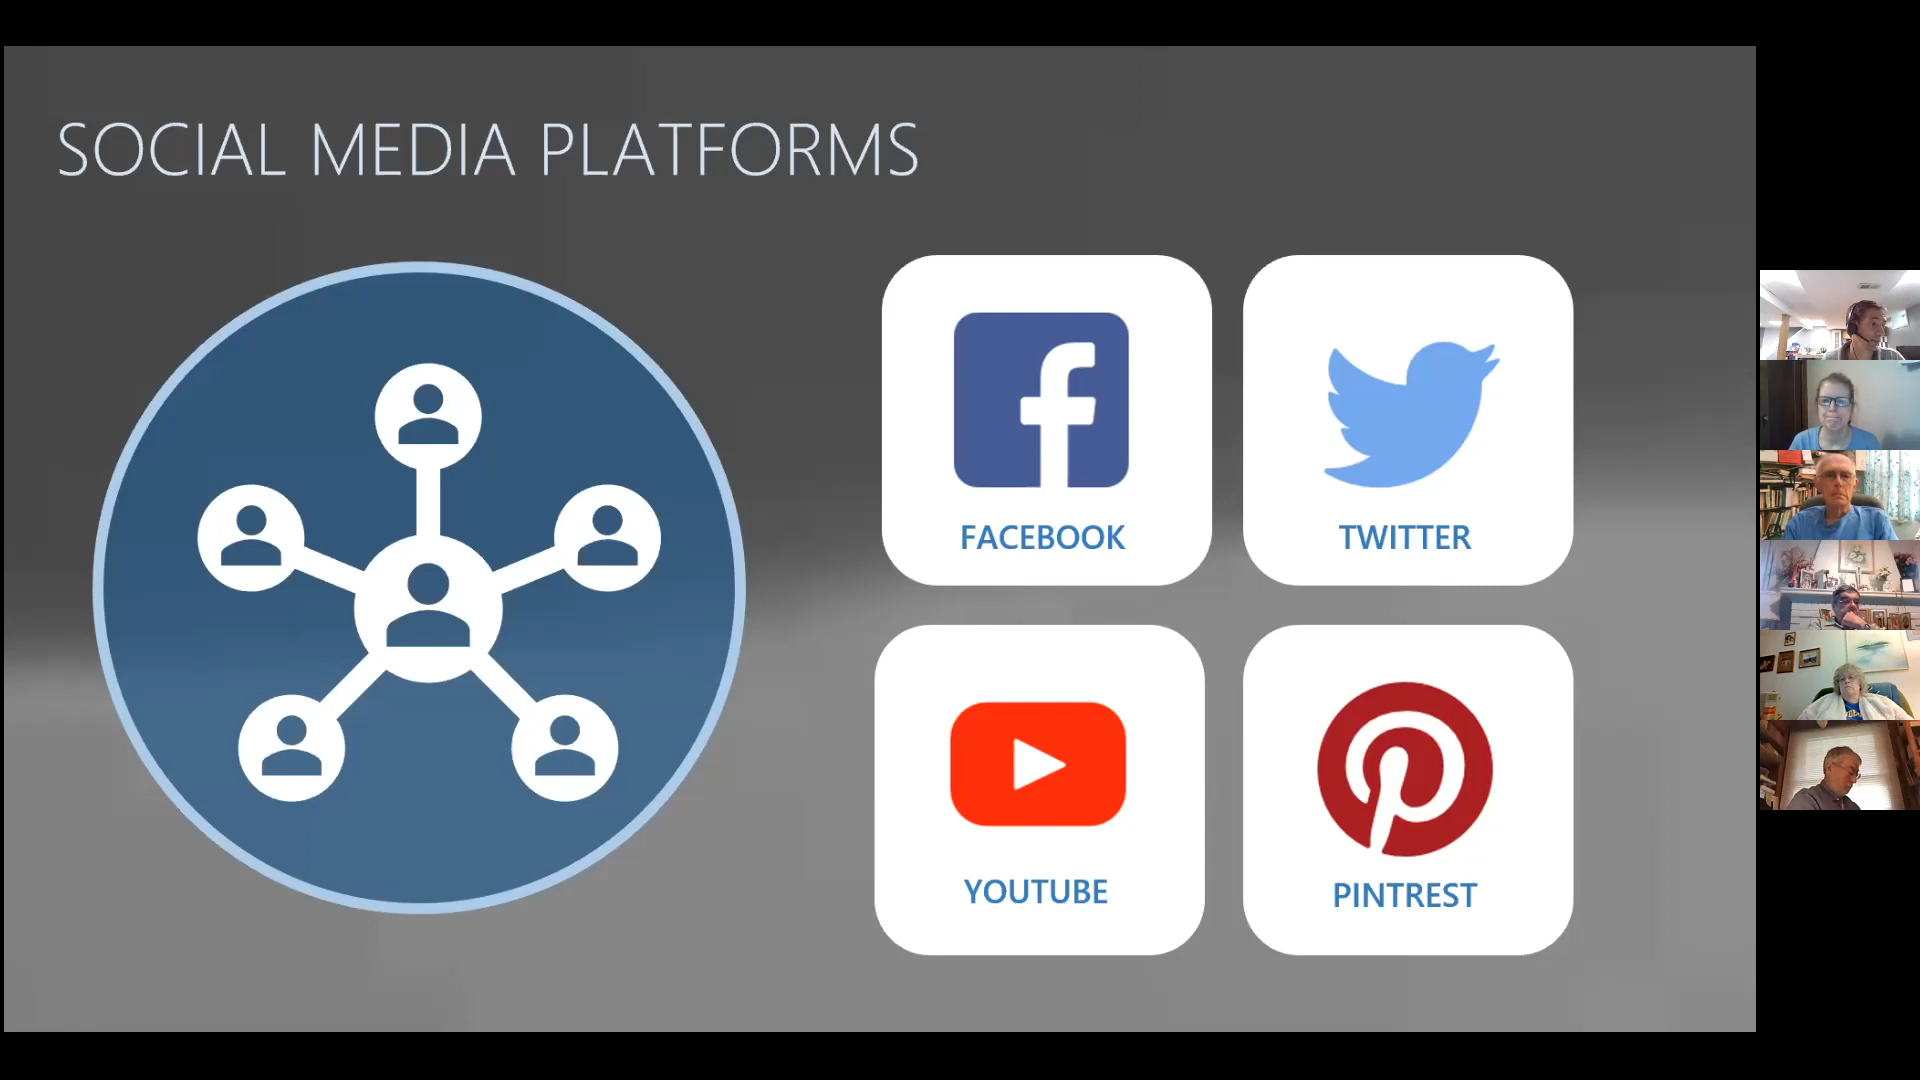 SOCIAL MEDIA PLATFORMS
FACEBOOK
TWITTER
YOUTUBE
PINTREST